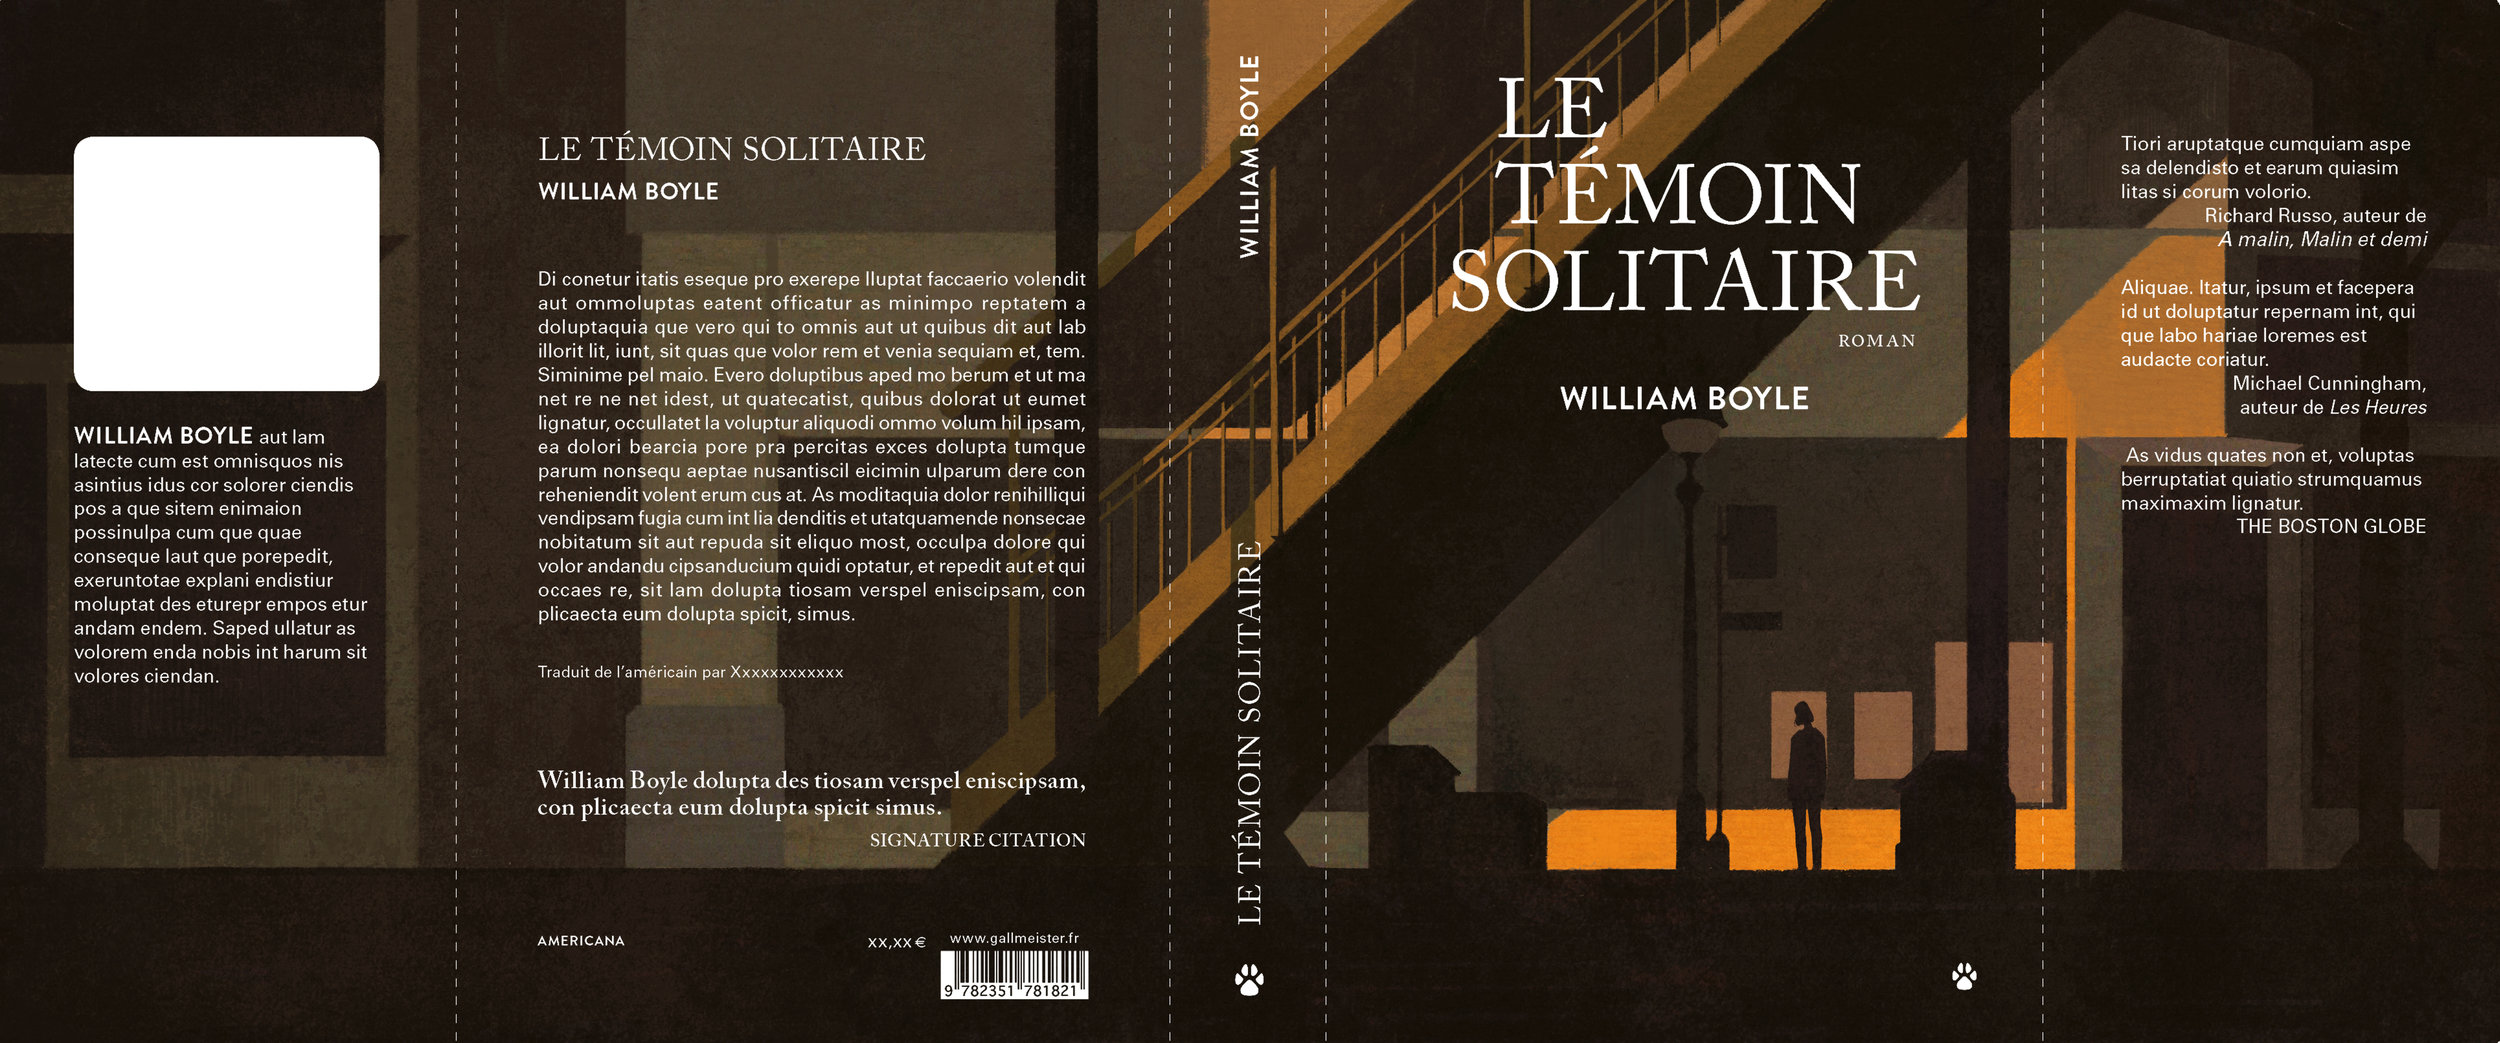 WILLIAM BOYLE aut lam
latecte cum est omnisquos nis
asintius idus cor solorer ciendis
pos a que sitem enimaion
possinulpa cum que quae
conseque laut que porepedit,
exeruntotae explani endistiur
moluptat des eturepr empos etur
andam endem. Saped ullatur as
volorem enda nobis int harum sit
volores ciendan.
LE TÉMOIN SOLITAIRE
WILLIAM BOYLE
Di conetur itatis eseque pro exerepe lluptat faccaerio volendit
aut ommoluptas eatent officatur as minimpo reptatem a
doluptaquia que vero qui to omnis aut ut quibus dit aut lab
illorit lit, iunt, sit quas que volor rem et venia sequiam et, tem.
Siminime pel maio. Evero doluptibus aped mo berum et ut ma
net re ne net idest, ut quatecatist, quibus dolorat ut eumet
lignatur, occullatet la voluptur aliquodi ommo volum hil ipsam,
ea dolori bearcia pore pra percitas exces dolupta tumque
parum nonsequ aeptae nusantiscil eicimin ulparum dere con
reheniendit volent erum cus at. As moditaquia dolor renihilliqui
vendipsam fugia cum int lia denditis et utatquamende nonsecae
nobitatum sit aut repuda sit eliquo most, occulpa dolore qui
volor andandu cipsanducium quidi optatur, et repedit aut et qui
occaes re, sit lam dolupta tiosam verspel eniscipsam, con
plicaecta eum dolupta spicit, simus.
Traduit de l’américain par Xxxxxxxxxxxx
William Boyle dolupta des tiosam verspel eniscipsam,
con plicaecta eum dolupta spicit simus.
SIGNATURE CITATION
AMERICANA
xx,xx €
www.gallmeister.fr
9 782351 781821
WILLIAM BOYLE
LE TÉMOIN SOLITAIRE
LE
TÉMOIN
SOLITAIRE
ROMAN
WILLIAM BOYLE
Tiori aruptatque cumquiam aspe
sa delendisto et earum quiasim
litas si corum volorio.
Richard Russo, auteur de
A malin, Malin et demi
Aliquae. Itatur, ipsum et facepera
id ut doluptatur repernam int, qui
que labo hariae loremes est
audacte coriatur.
Michael Cunningham,
auteur de Les Heures
As vidus quates non et, voluptas
berruptatiat quiatio strumquamus
maximaxim lignatur.
THE BOSTON GLOBE